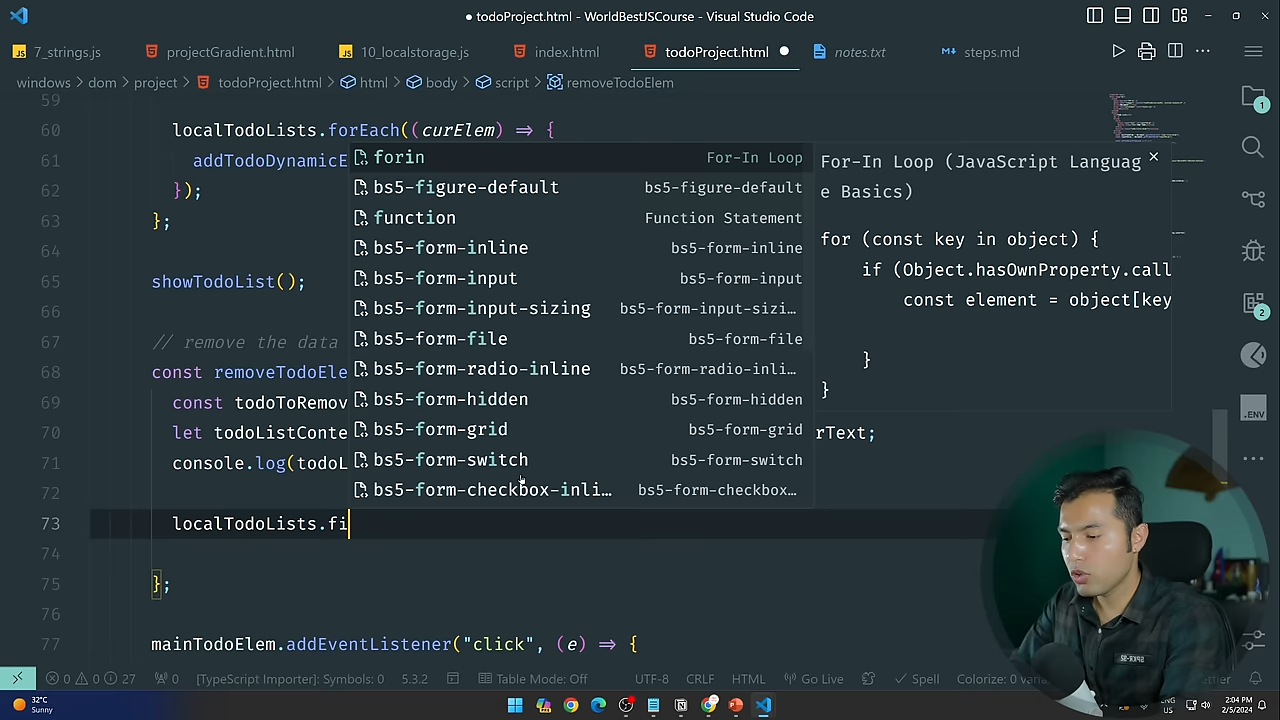 todoProject.html - WorldBestJSCourse - Visual Studio Code
JS 7_strings.js
projectGradient.html
JS 10_localstorage.js
index.html
todoProject.html
notes.txt
stems.md
windows > dom > project > todoProject.html > html > body > script > removeTodoElem
59
60 localTodoLists.forEach((curElem) => {
61 addTodoDynamicE
62 });
63 };
64
65 showTodoList();
66
67 // remove the data
68 const removeTodoEle
69 const todoToRemov
70 let todoListConte rText;
71 console.log(todoL
72
73 localTodoLists.fi
74
75 };
76
77 mainTodoElem.addEventListener("click", (e) => {
forin For-In Loop
bs5-figure-default bs5-figure-default
function Function Statement
bs5-form-inline bs5-form-inline
bs5-form-input bs5-form-input
bs5-form-input-sizing bs5-form-input-sizi…
bs5-form-file bs5-form-file
bs5-form-radio-inline bs5-form-radio-inli…
bs5-form-hidden bs5-form-hidden
bs5-form-grid bs5-form-grid
bs5-form-switch bs5-form-switch
bs5-form-checkbox-inli… bs5-form-checkbox…
For-In Loop (JavaScript Languag
e Basics)
for (const key in object) {
if (Object.hasOwnProperty.call
const element = object[key
}
}
1
2
.ENV
0 0 27 0 [TypeScript Importer]: Symbols: 0 5.3.2 Table Mode: Off UTF-8 CRLF HTML Go Live Spell Colorize: 0 varia
32°C
Sunny
ENG
US
2:04 PM
2/5/2024